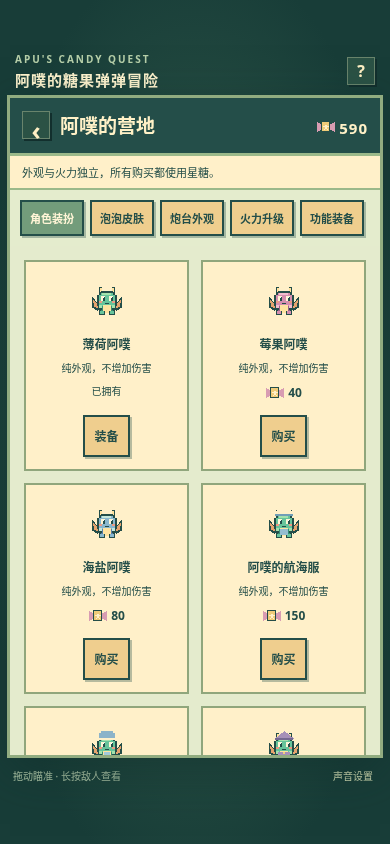 APU'S CANDY QUEST
阿噗的糖果弹弹冒险
?
‹ 阿噗的营地 590
外观与火力独立，所有购买都使用星糖。
角色装扮 泡泡皮肤 炮台外观 火力升级 功能装备
薄荷阿噗
纯外观，不增加伤害
已拥有
装备
莓果阿噗
纯外观，不增加伤害
40
购买
海盐阿噗
纯外观，不增加伤害
80
购买
阿噗的航海服
纯外观，不增加伤害
150
购买
拖动瞄准 · 长按敌人查看
声音设置